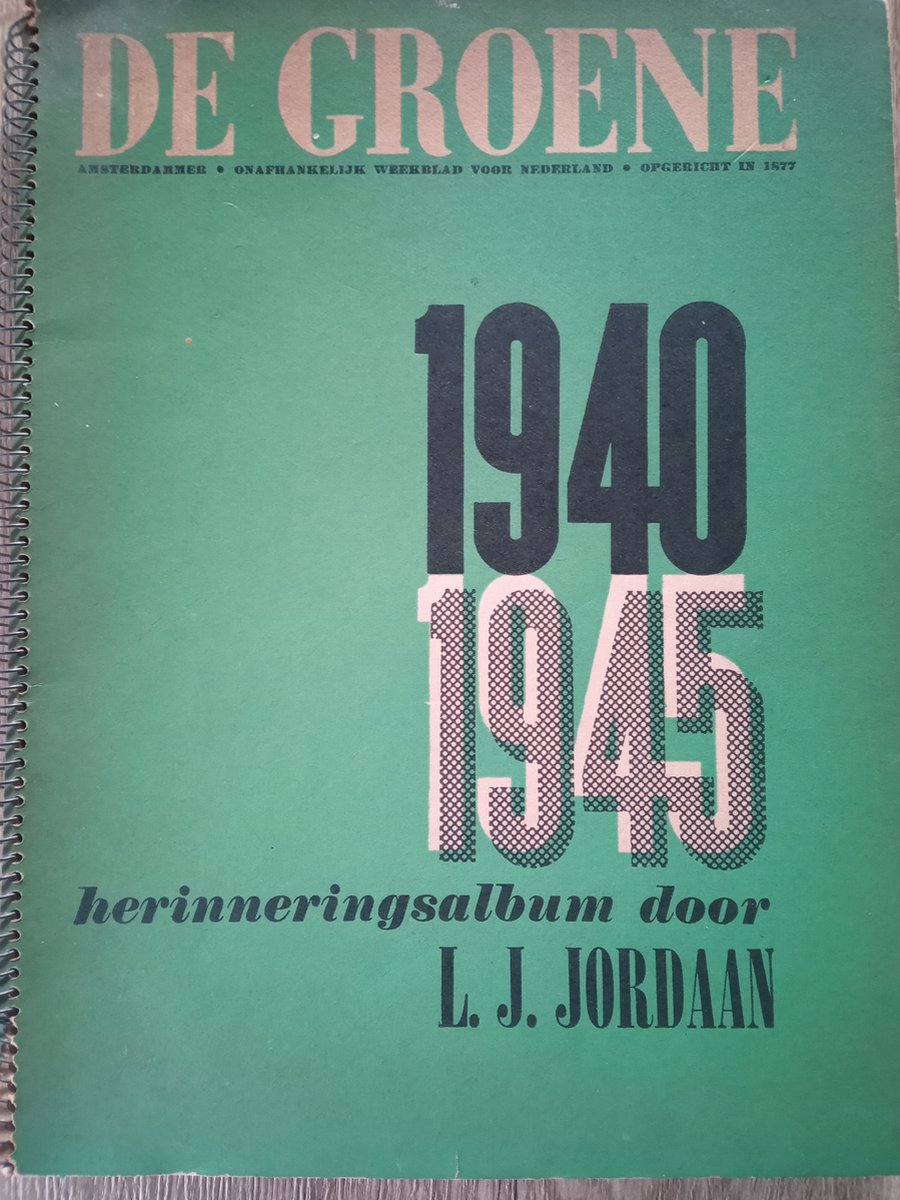 DE GROENE
AMSTERDAMMER • ONAFHANKELIJK WEEKBLAD VOOR NEDERLAND • OPGERICHT IN 1877
1940
1945
herinneringsalbum door
L. J. JORDAAN